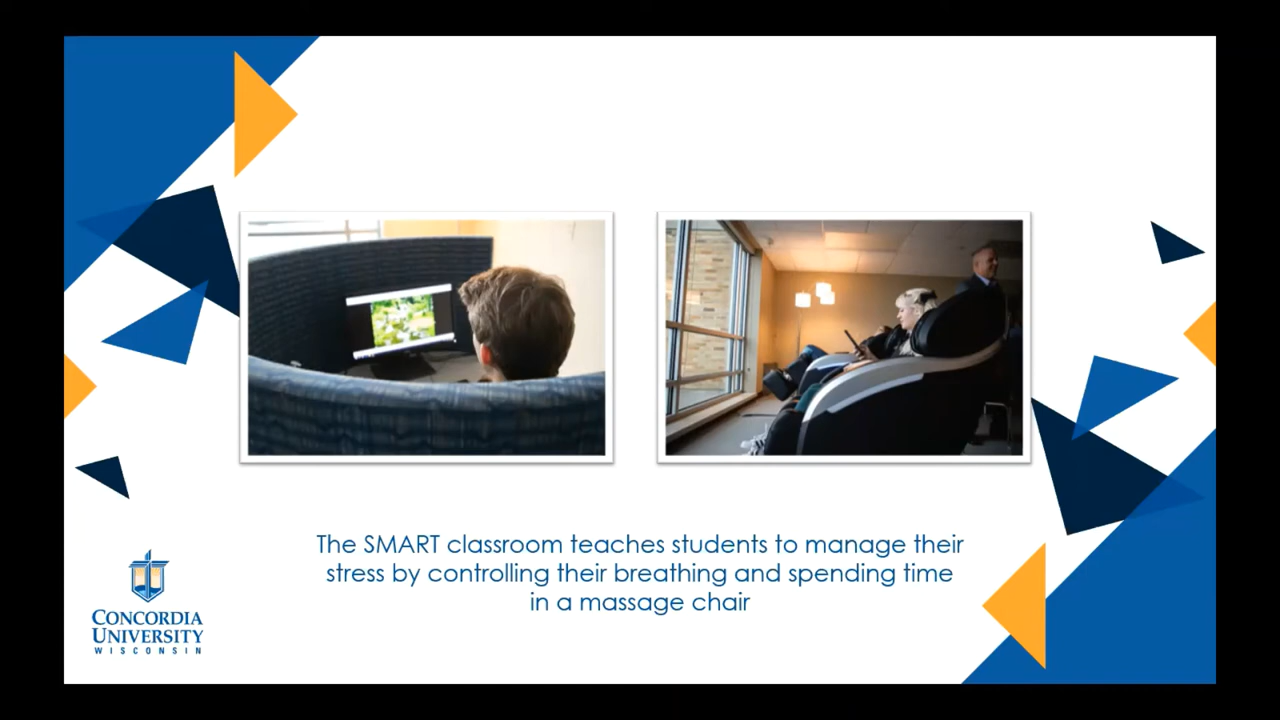 The SMART classroom teaches students to manage their
stress by controlling their breathing and spending time
in a massage chair
CONCORDIA
UNIVERSITY
WISCONSIN